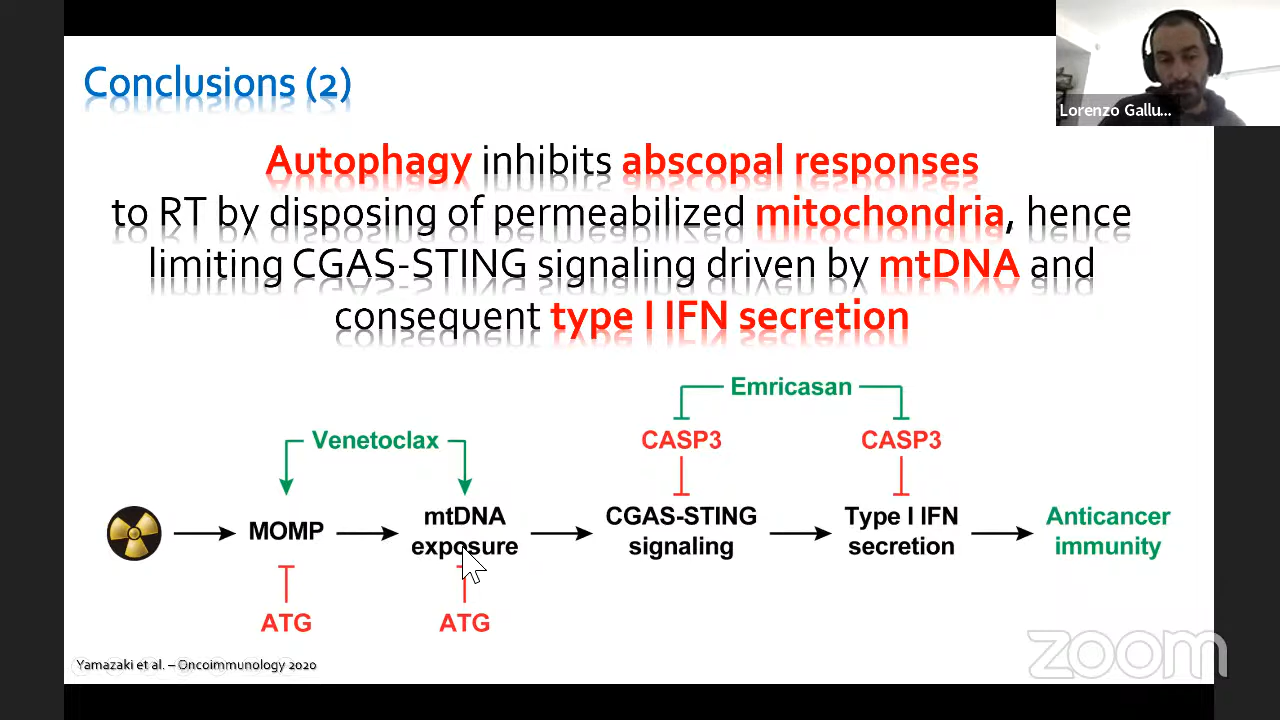 Conclusions (2)
Lorenzo Gallu...
Autophagy inhibits abscopal responses
to RT by disposing of permeabilized mitochondria, hence
limiting CGAS-STING signaling driven by mtDNA and
consequent type I IFN secretion
Emricasan
Venetoclax
CASP3
CASP3
MOMP
mtDNA
exposure
CGAS-STING
signaling
Type I IFN
secretion
Anticancer
immunity
ATG
ATG
Yamazaki et al. – Oncoimmunology 2020
zoom